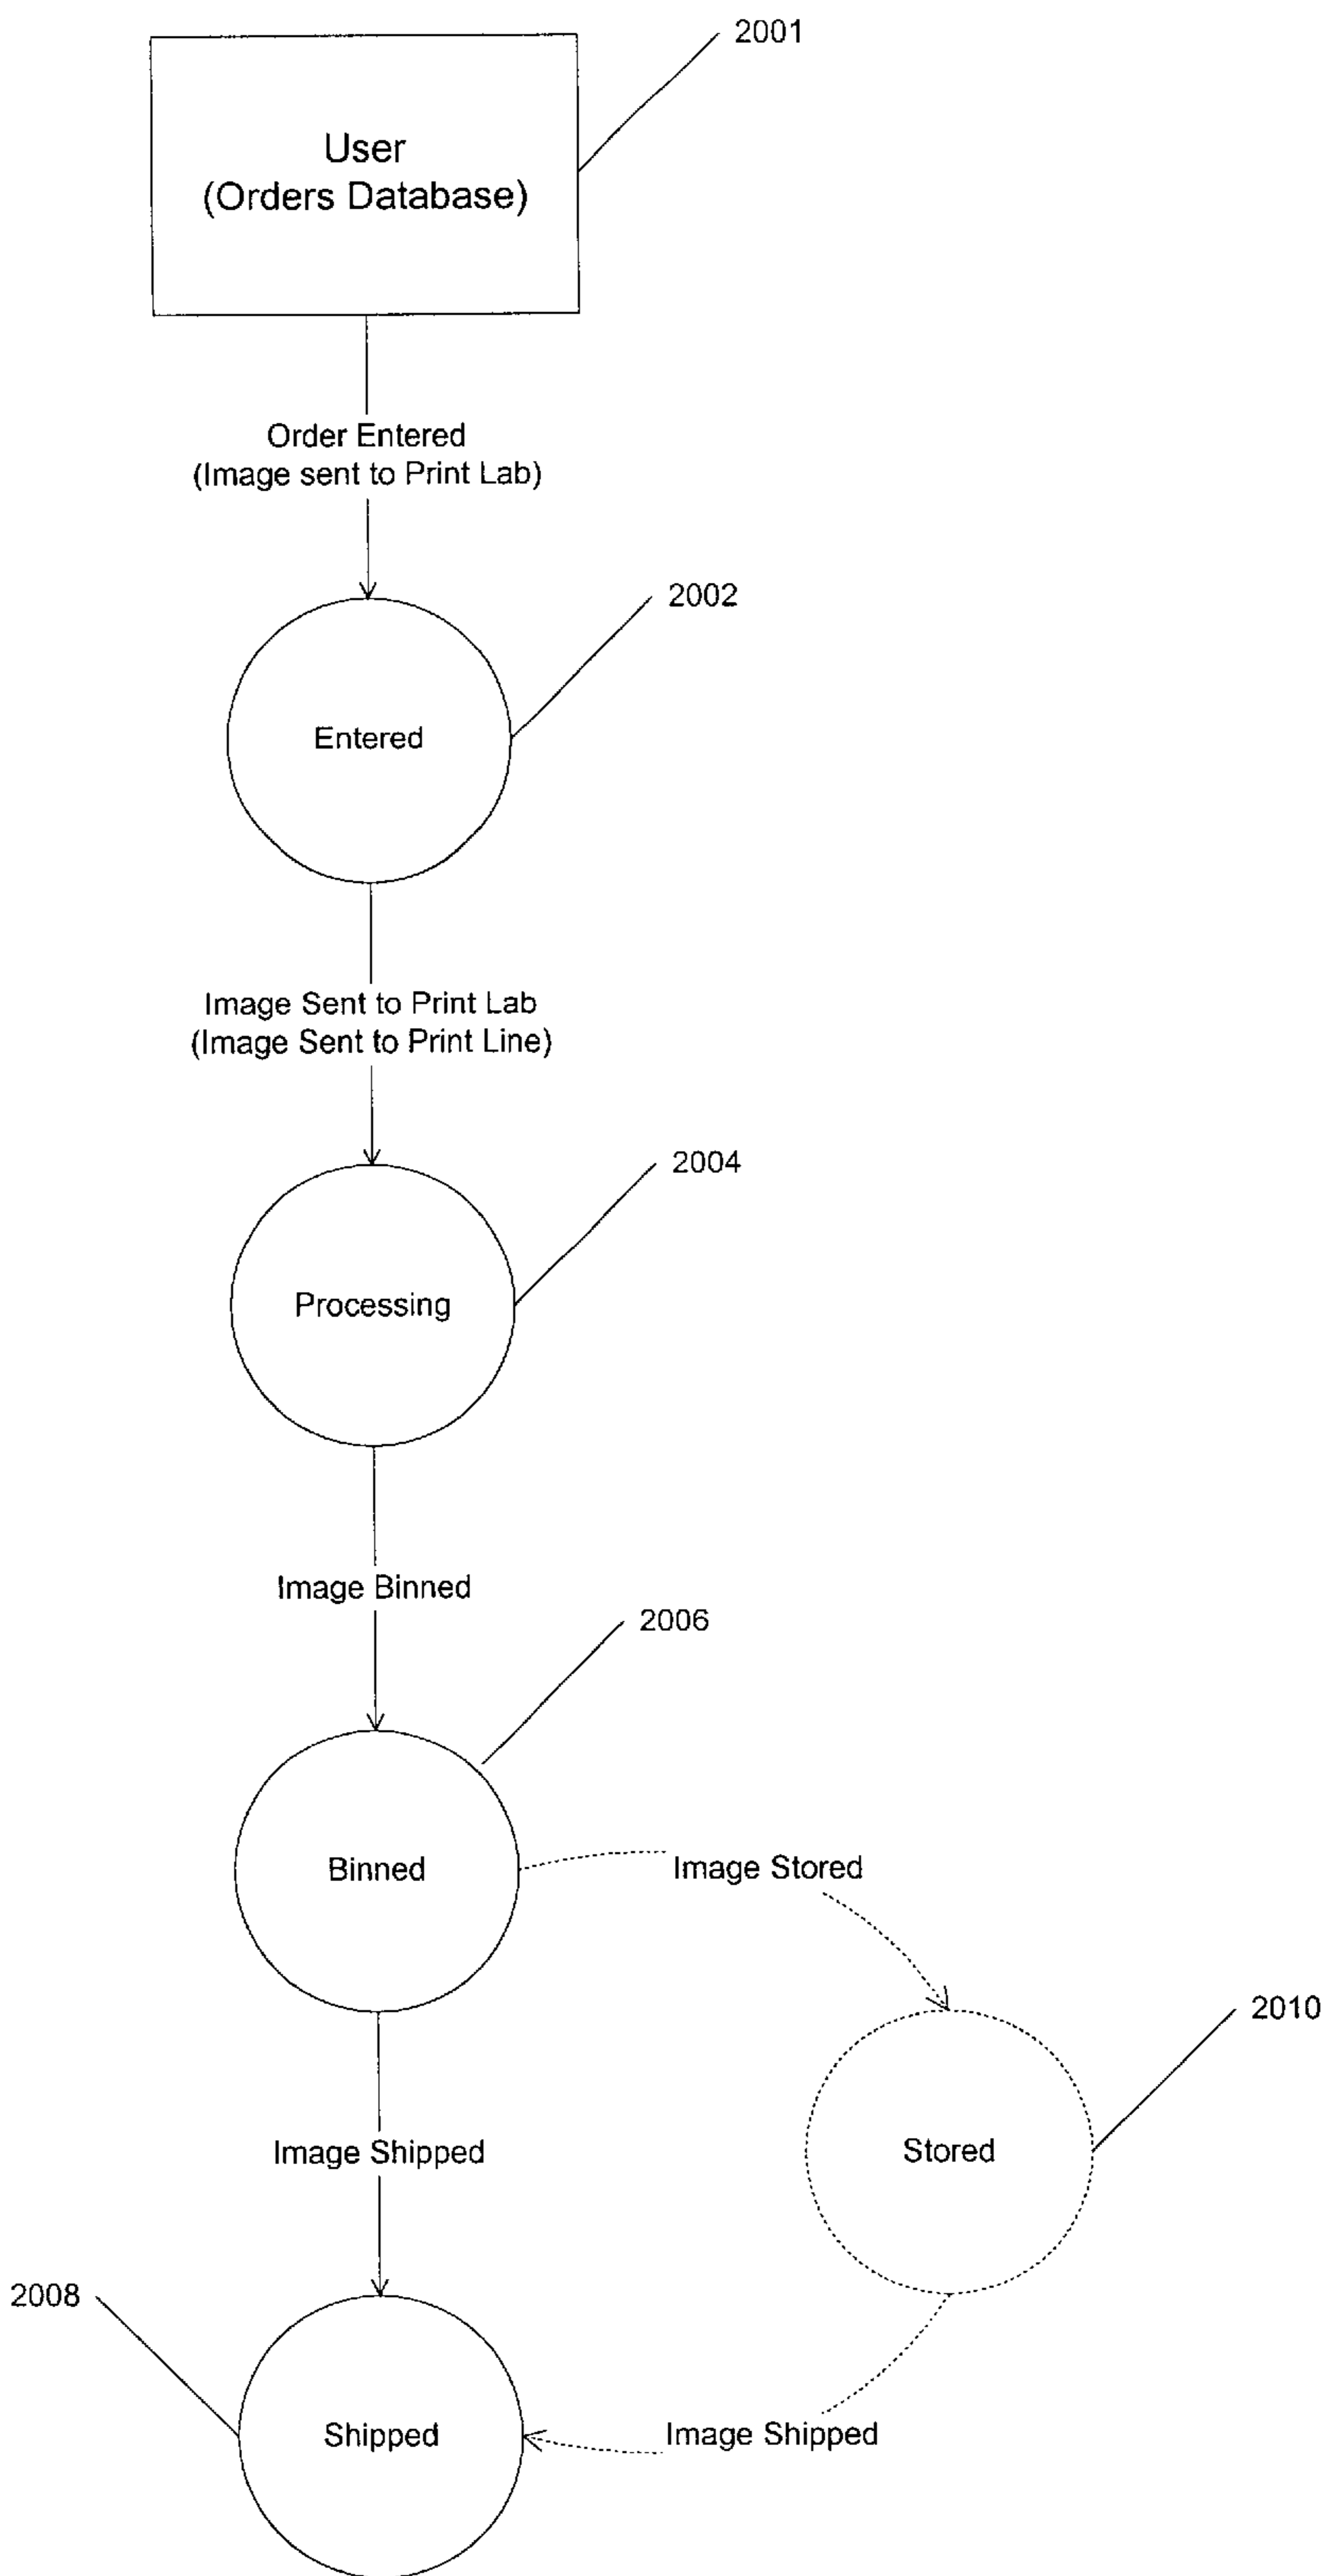 2001
User
(Orders Database)
Order Entered
(Image sent to Print Lab)
2002
Entered
Image Sent to Print Lab
(Image Sent to Print Line)
2004
Processing
Image Binned
2006
Binned
Image Stored
2010
Stored
Image Shipped
2008
Shipped
Image Shipped